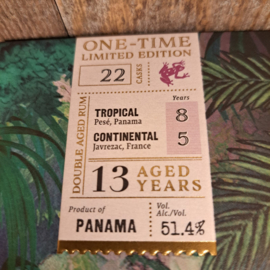 ONE-TIME
LIMITED EDITION
22 CASKS
DOUBLE AGED RUM
Years
TROPICAL 8
Pesé, Panama
CONTINENTAL 5
Javrezac, France
13 AGED YEARS
Product of
PANAMA
Vol.
Alc./Vol.
51.4%